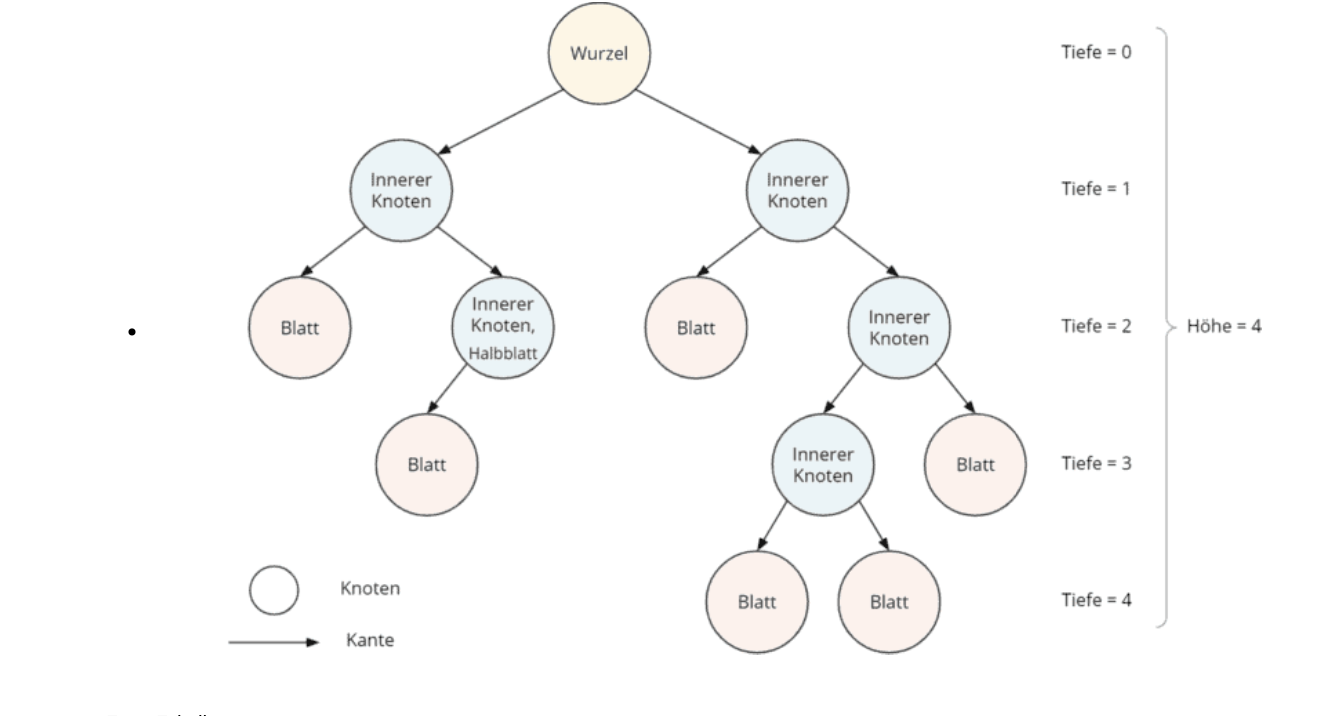 Wurzel
Tiefe = 0
Innerer
Knoten
Innerer
Knoten
Tiefe = 1
Blatt
Innerer
Knoten,
Halbblatt
Blatt
Innerer
Knoten
Tiefe = 2
Höhe = 4
Blatt
Innerer
Knoten
Blatt
Tiefe = 3
Blatt
Blatt
Tiefe = 4
Knoten
Kante